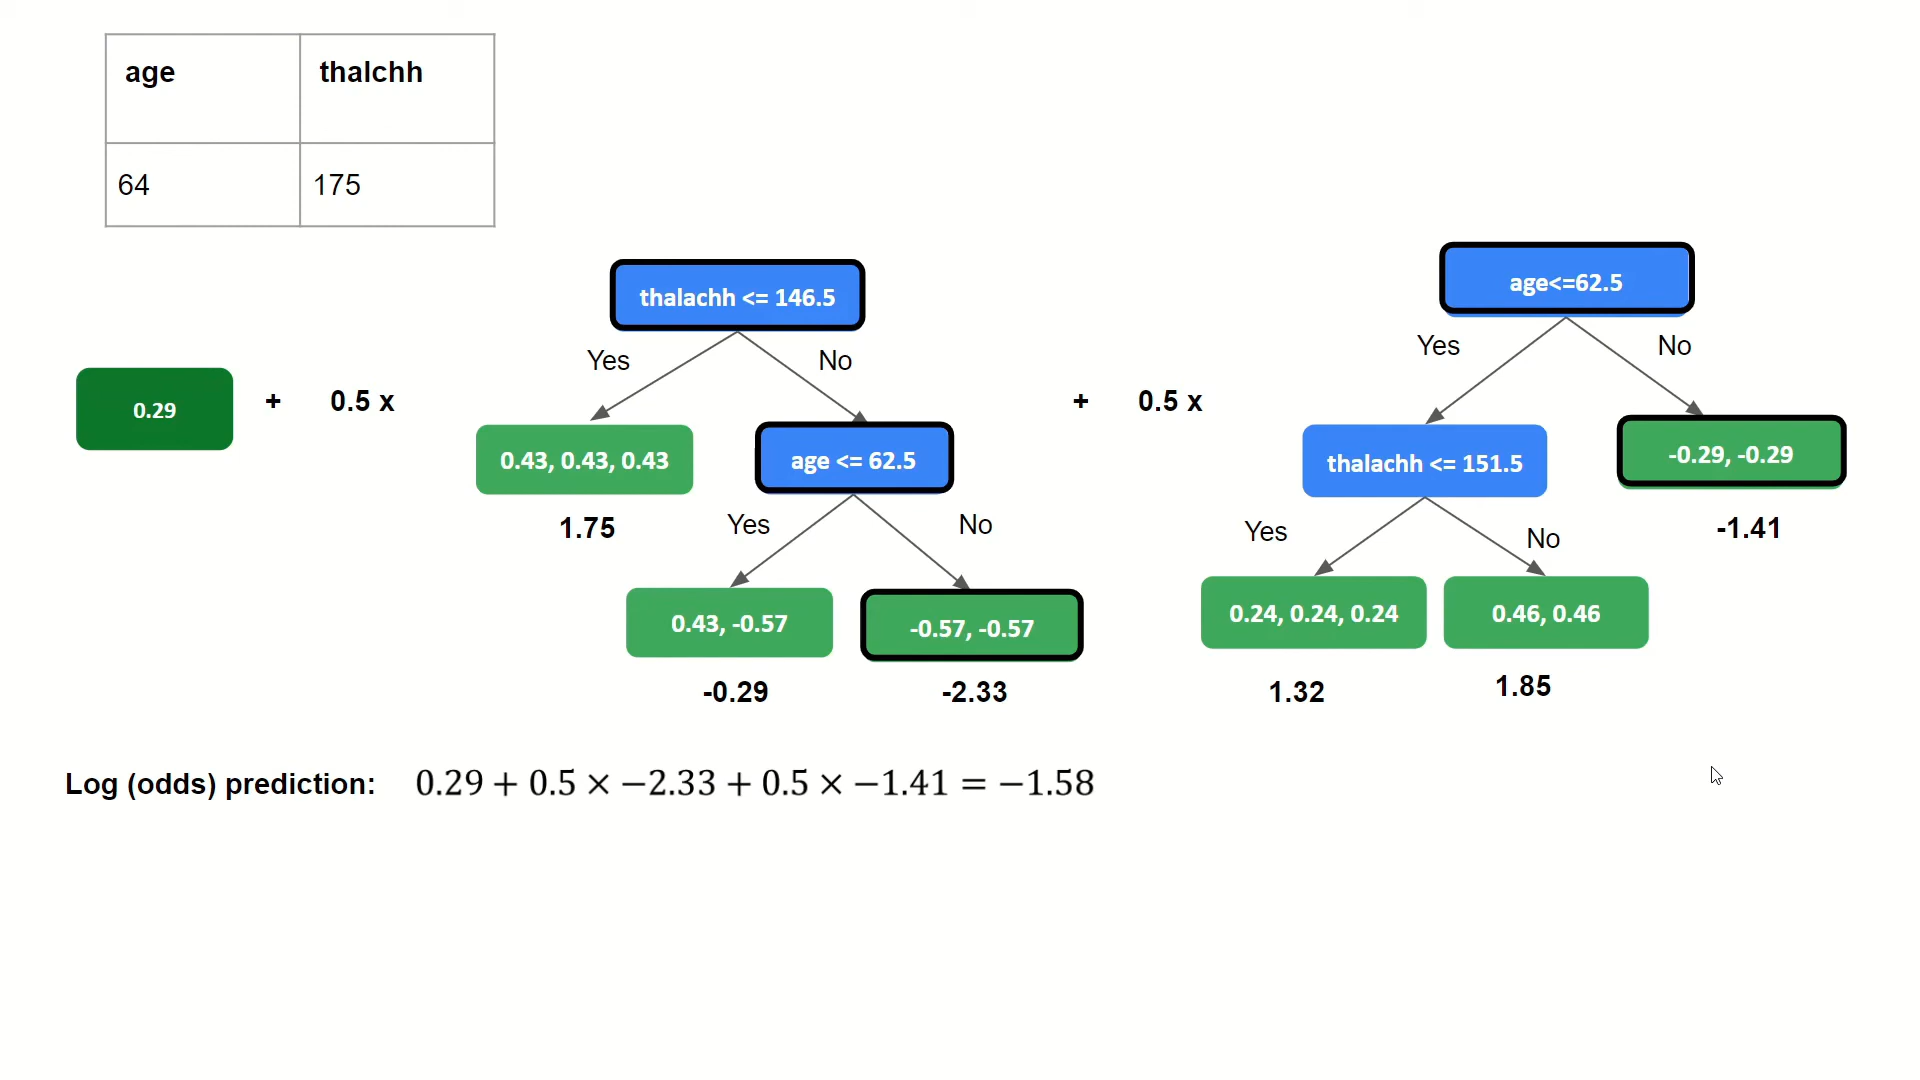 age thalchh
64 175
thalachh <= 146.5
age<=62.5
Yes No
Yes No
0.29 + 0.5 x
+ 0.5 x
0.43, 0.43, 0.43
age <= 62.5
thalachh <= 151.5
-0.29, -0.29
1.75
Yes No
Yes No
-1.41
0.43, -0.57
-0.57, -0.57
0.24, 0.24, 0.24
0.46, 0.46
-0.29
-2.33
1.32
1.85
Log (odds) prediction: 0.29 + 0.5 × −2.33 + 0.5 × −1.41 = −1.58